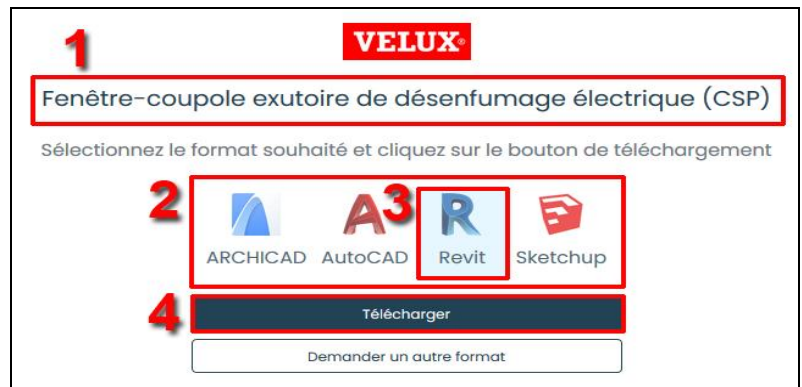 1
VELUX®
Fenêtre-coupole exutoire de désenfumage électrique (CSP)
Sélectionnez le format souhaité et cliquez sur le bouton de téléchargement
2
3
ARCHICAD AutoCAD Revit Sketchup
4
Télécharger
Demander un autre format